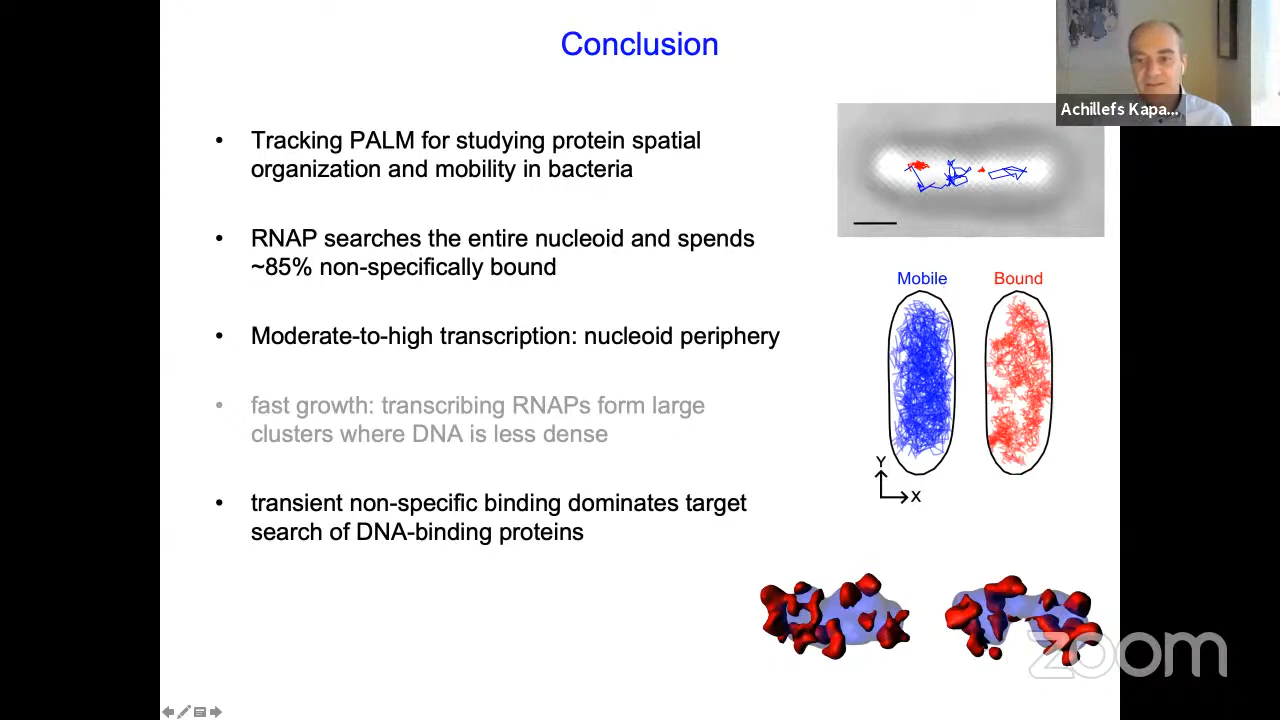 Conclusion
Achillefs Kapa...
• Tracking PALM for studying protein spatial
organization and mobility in bacteria
• RNAP searches the entire nucleoid and spends
~85% non-specifically bound
• Moderate-to-high transcription: nucleoid periphery
• fast growth: transcribing RNAPs form large
clusters where DNA is less dense
• transient non-specific binding dominates target
search of DNA-binding proteins
Mobile
Bound
Y
X
zoom